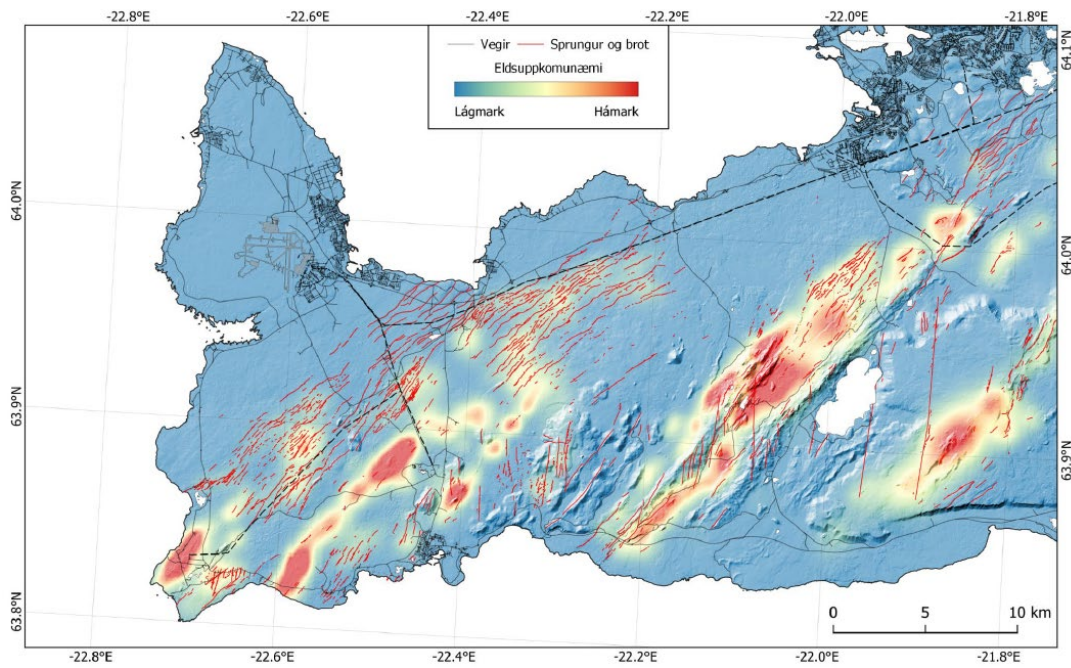 -22.8°E -22.6°E -22.4°E -22.2°E -22.0°E -21.8°E
Vegir Sprungur og brot
Eldsuppkomunæmi
Lágmark Hámark
64.1°N
64.0°N
64.0°N
63.9°N
63.9°N
63.8°N
0 5 10 km
-22.8°E -22.6°E -22.4°E -22.2°E -22.0°E -21.8°E